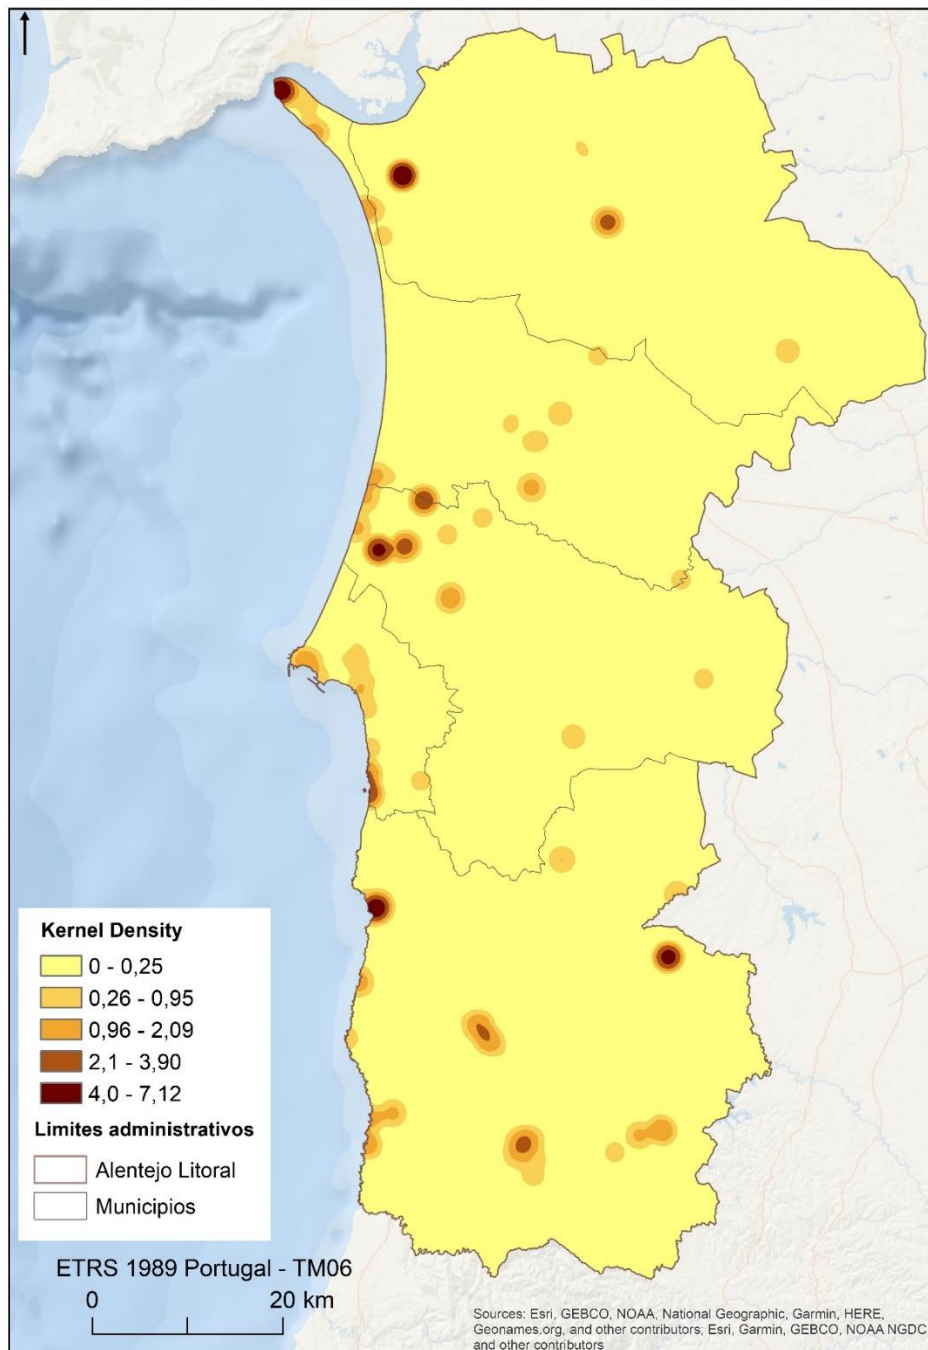 Kernel Density
0 - 0,25
0,26 - 0,95
0,96 - 2,09
2,1 - 3,90
4,0 - 7,12
Limites administrativos
Alentejo Litoral
Municipios
ETRS 1989 Portugal - TM06
0 20 km
Sources: Esri, GEBCO, NOAA, National Geographic, Garmin, HERE,
Geonames.org, and other contributors; Esri, Garmin, GEBCO, NOAA NGDC,
and other contributors